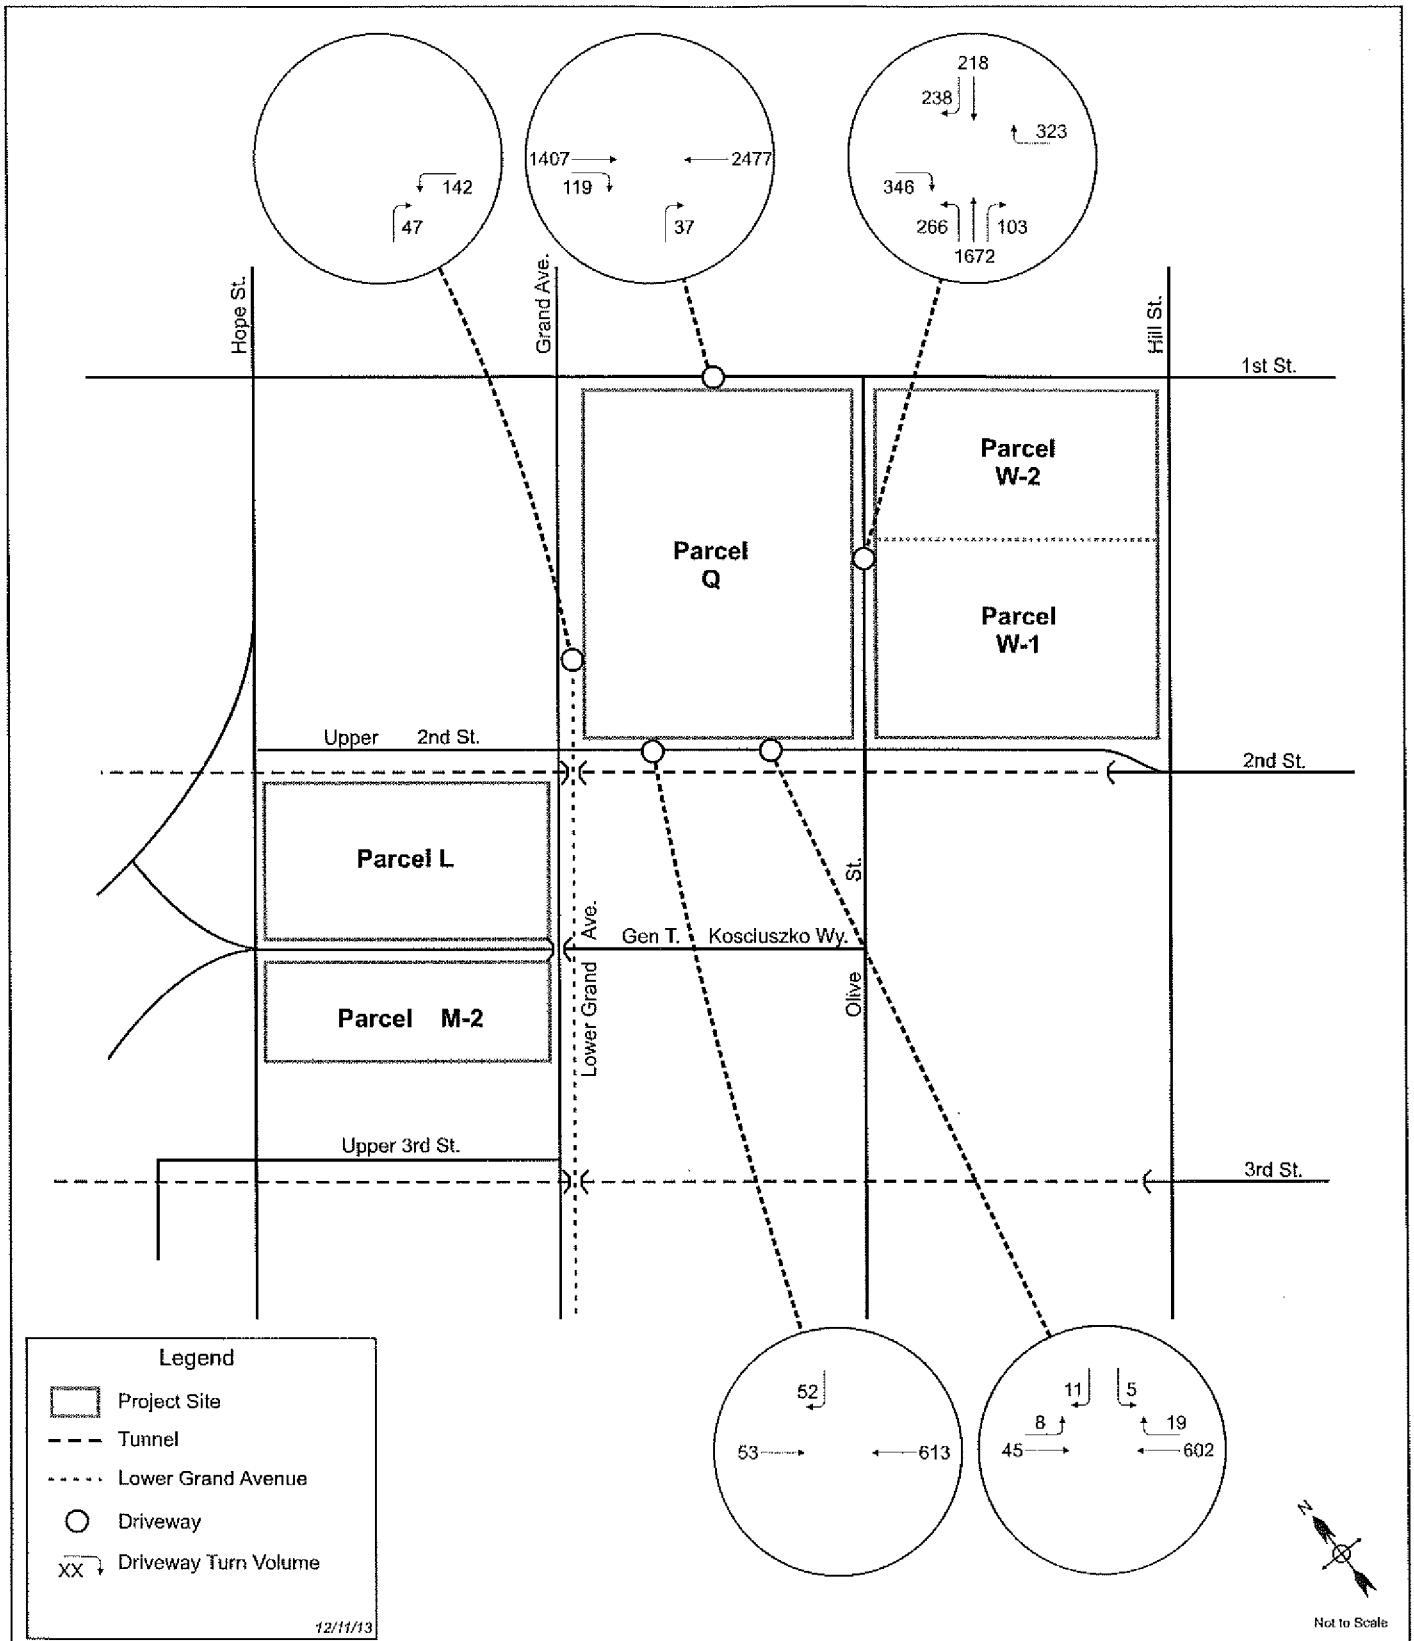 218
238
323
1407
2477
142
119
346
47
37
266
103
1672
Hope St.
Grand Ave.
Hill St.
1st St.
Parcel
W-2
Parcel
Q
Parcel
W-1
Upper 2nd St.
2nd St.
Parcel L
St.
Ave.
Gen T. Kosciuszko Wy.
Olive
Parcel M-2
Lower Grand
Upper 3rd St.
3rd St.
Legend
Project Site
Tunnel
Lower Grand Avenue
Driveway
XX Driveway Turn Volume
12/11/13
52
53
613
11
5
8
19
45
602
N
Not to Scale